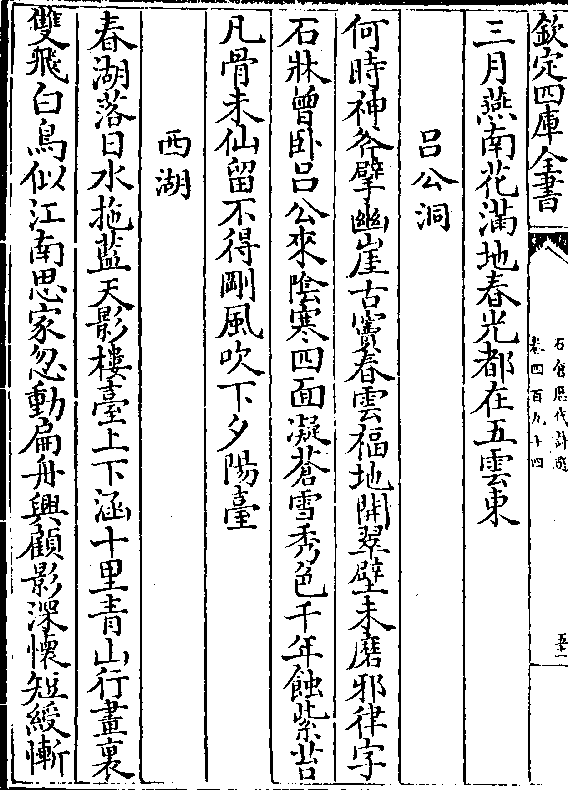 欽定四庫全書
石倉歴代詩選
卷四百九十四
三月燕南花滿地春光都在五雲東
呂公洞
何時神斧擘幽崖古竇春雲福地開翠壁未磨邪律字
石牀曾卧呂公來陰寒四面凝蒼雪秀色千年蝕紫苔
凡骨未仙留不得剛風吹下夕陽臺
西湖
春湖落日水拖藍天影樓臺上下涵十里青山行畫裏
雙飛白鳥似江南思家忽動扁舟興顧影深懷短綬慚